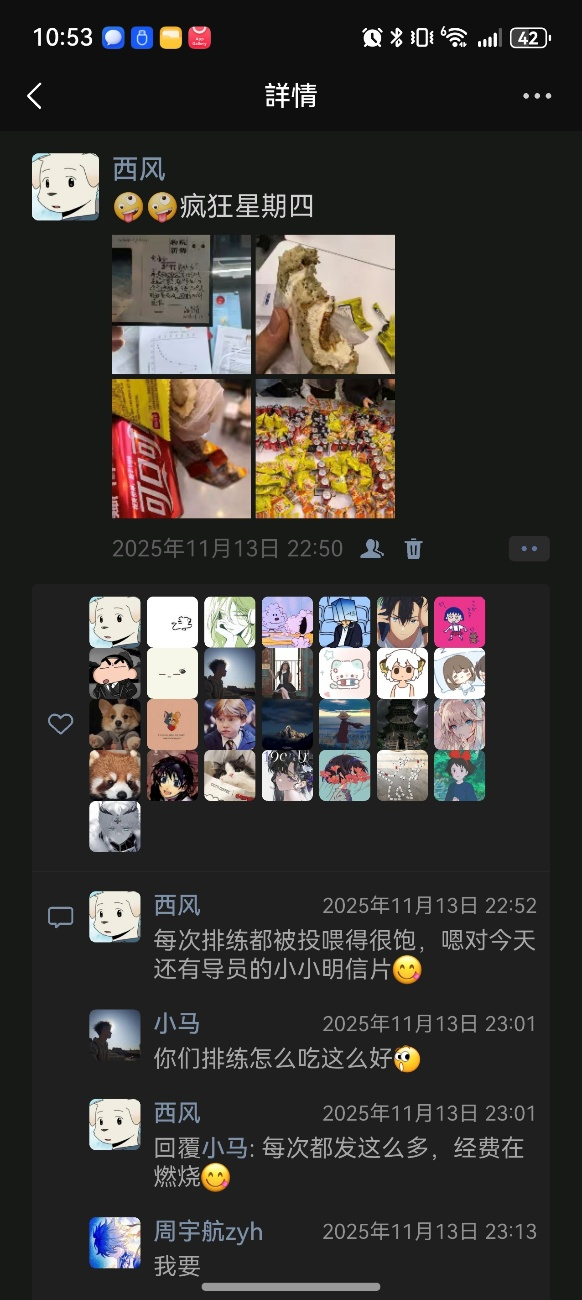 10:53
42
詳情
西风
🤪🤪疯狂星期四
2025年11月13日 22:50
西风
2025年11月13日 22:52
每次排练都被投喂得很饱，嗯对今天
还有导员的小小明信片😋
小马
2025年11月13日 23:01
你们排练怎么吃这么好🫢
西风
2025年11月13日 23:01
回覆小马: 每次都发这么多，经费在
燃烧😋
周宇航zyh
2025年11月13日 23:13
我要